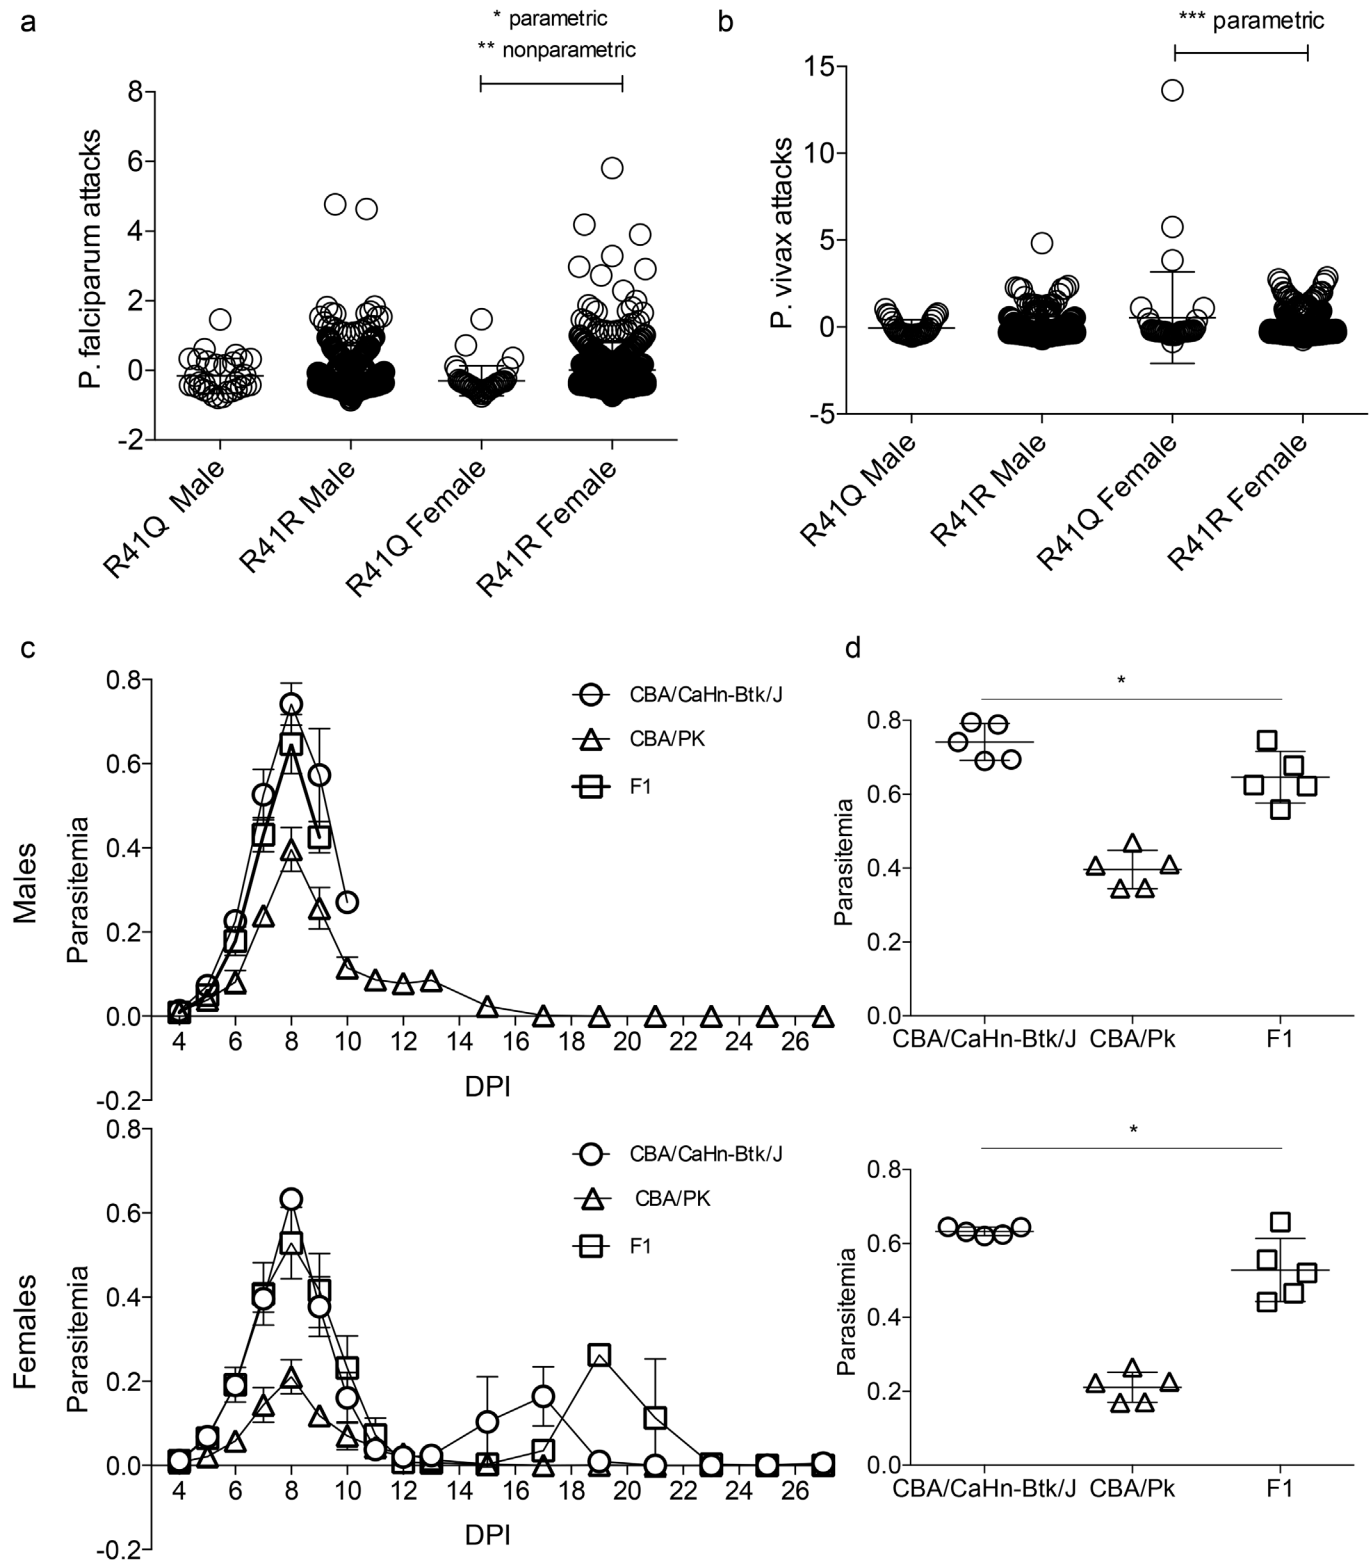 a
* parametric
** nonparametric
P. falciparum attacks
8
6
4
2
0
-2
R41Q Male
R41R Male
R41Q Female
R41R Female
b
*** parametric
P. vivax attacks
15
10
5
0
-5
R41Q Male
R41R Male
R41Q Female
R41R Female
c
Males
Parasitemia
0.8
0.6
0.4
0.2
0.0
-0.2
4 6 8 10 12 14 16 18 20 22 24 26
DPI
CBA/CaHn-Btk/J
CBA/PK
F1
d
*
Parasitemia
0.8
0.6
0.4
0.2
0.0
CBA/CaHn-Btk/J CBA/Pk F1
Females
Parasitemia
0.8
0.6
0.4
0.2
0.0
-0.2
4 6 8 10 12 14 16 18 20 22 24 26
DPI
CBA/CaHn-Btk/J
CBA/PK
F1
*
Parasitemia
0.8
0.6
0.4
0.2
0.0
CBA/CaHn-Btk/J CBA/Pk F1